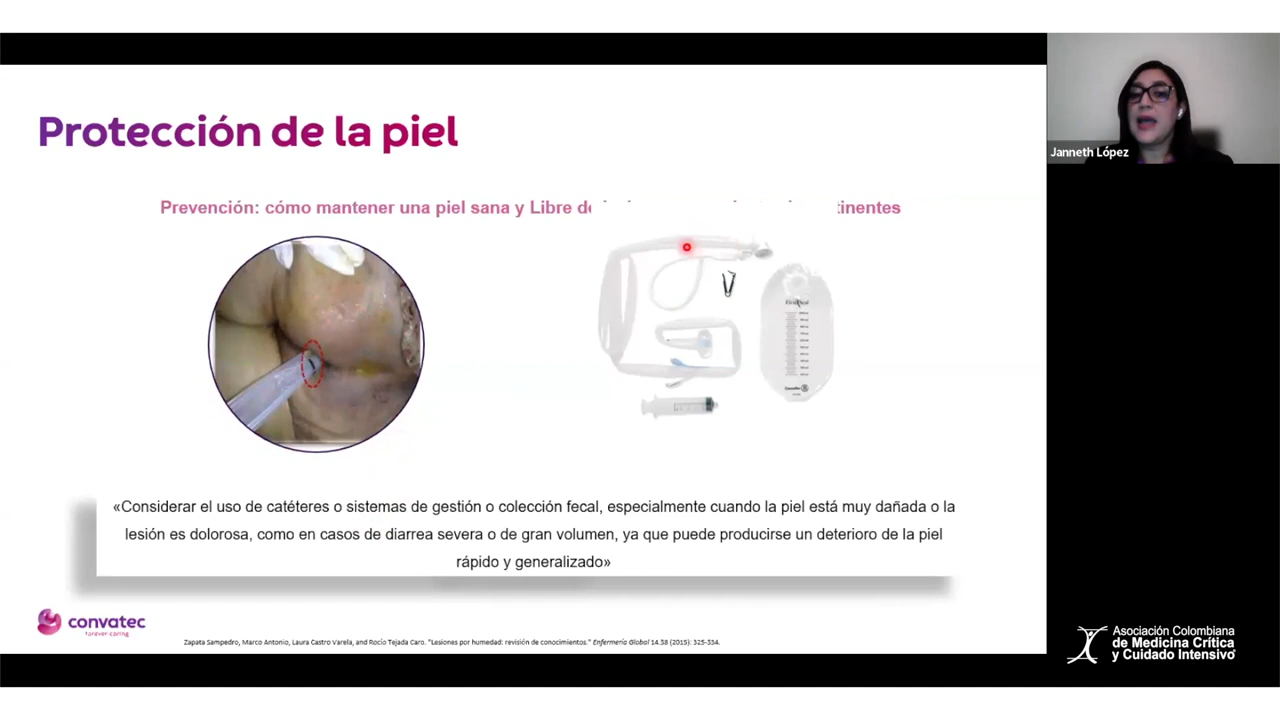 Protección de la piel
Prevención: cómo mantener una piel sana y Libre de
tinentes
Janneth López
«Considerar el uso de catéteres o sistemas de gestión o colección fecal, especialmente cuando la piel está muy dañada o la
lesión es dolorosa, como en casos de diarrea severa o de gran volumen, ya que puede producirse un deterioro de la piel
rápido y generalizado»
convatec
forever caring
Zapata Sampedro, Marco Antonio, Laura Castro Varela, and Rocío Tejada Caro. "Lesiones por humedad: revisión de conocimientos." Enfermería Global 14.38 (2015): 325-334.
Asociación Colombiana
de Medicina Crítica
y Cuidado Intensivo